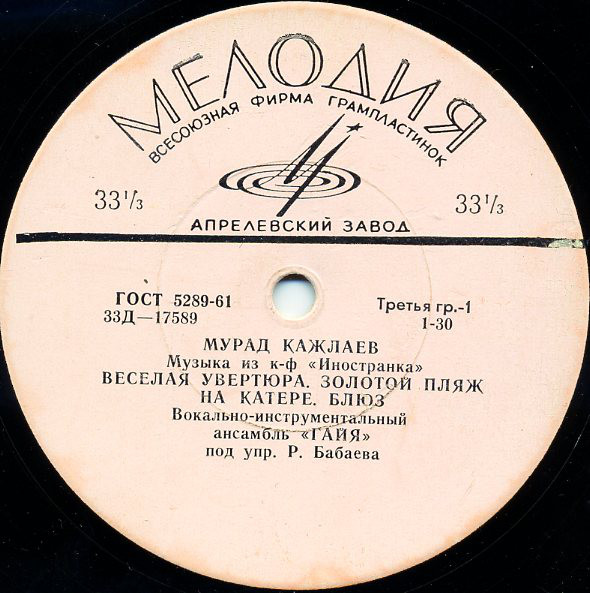 МЕЛОДИЯ
ВСЕСОЮЗНАЯ ФИРМА ГРАМПЛАСТИНОК
33⅓ 33⅓
АПРЕЛЕВСКИЙ ЗАВОД
ГОСТ 5289-61 Третья гр.-1
33Д—17589 1-30
МУРАД КАЖЛАЕВ
Музыка из к-ф «Иностранка»
ВЕСЕЛАЯ УВЕРТЮРА. ЗОЛОТОЙ ПЛЯЖ
НА КАТЕРЕ. БЛЮЗ
Вокально-инструментальный
ансамбль «ГАЙЯ»
под упр. Р. Бабаева